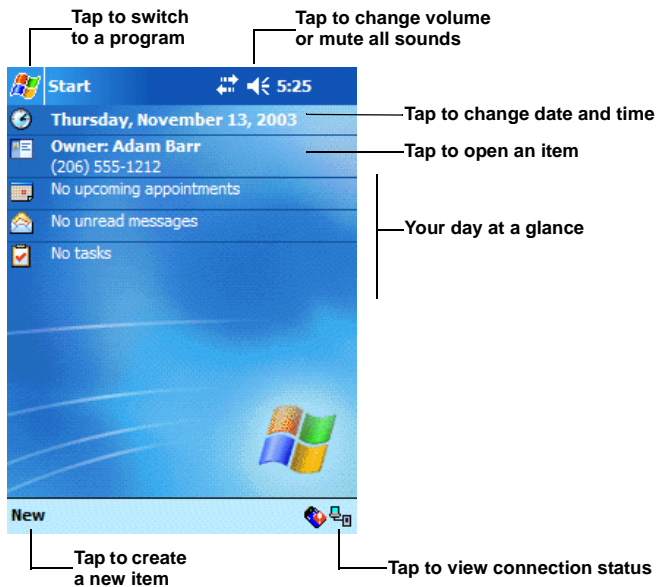 Tap to switch
to a program
Tap to change volume
or mute all sounds
Start
5:25
Thursday, November 13, 2003
Tap to change date and time
Owner: Adam Barr
(206) 555-1212
Tap to open an item
No upcoming appointments
No unread messages
Your day at a glance
No tasks
New
Tap to create
a new item
Tap to view connection status